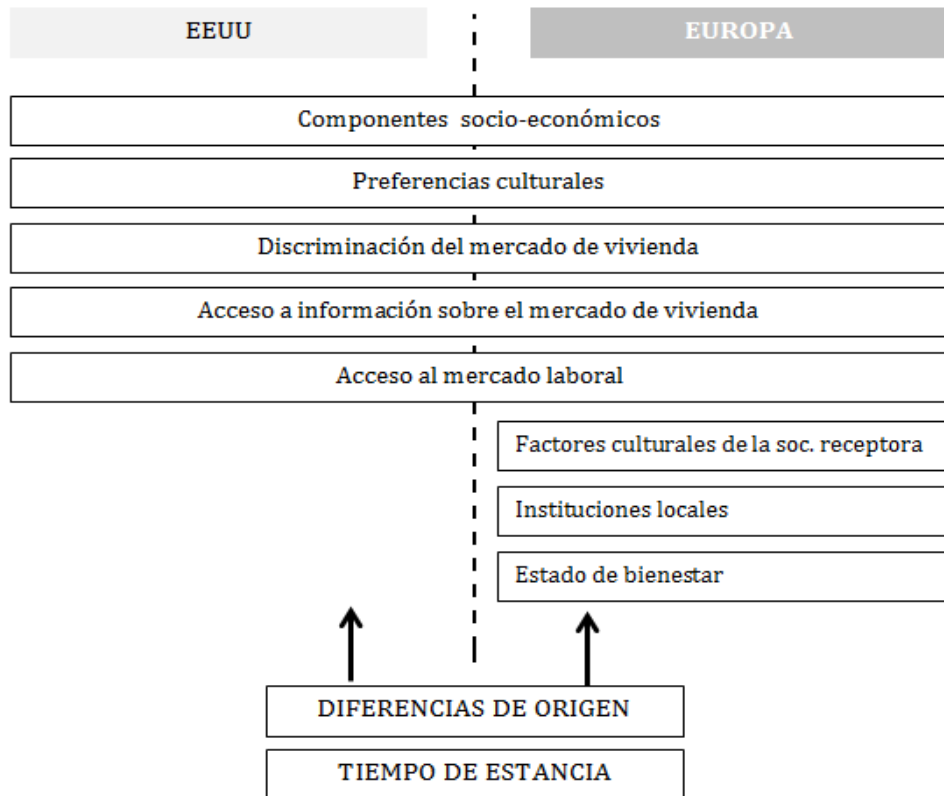 EEUU
EUROPA
Componentes socio-económicos
Preferencias culturales
Discriminación del mercado de vivienda
Acceso a información sobre el mercado de vivienda
Acceso al mercado laboral
Factores culturales de la soc. receptora
Instituciones locales
Estado de bienestar
DIFERENCIAS DE ORIGEN
TIEMPO DE ESTANCIA